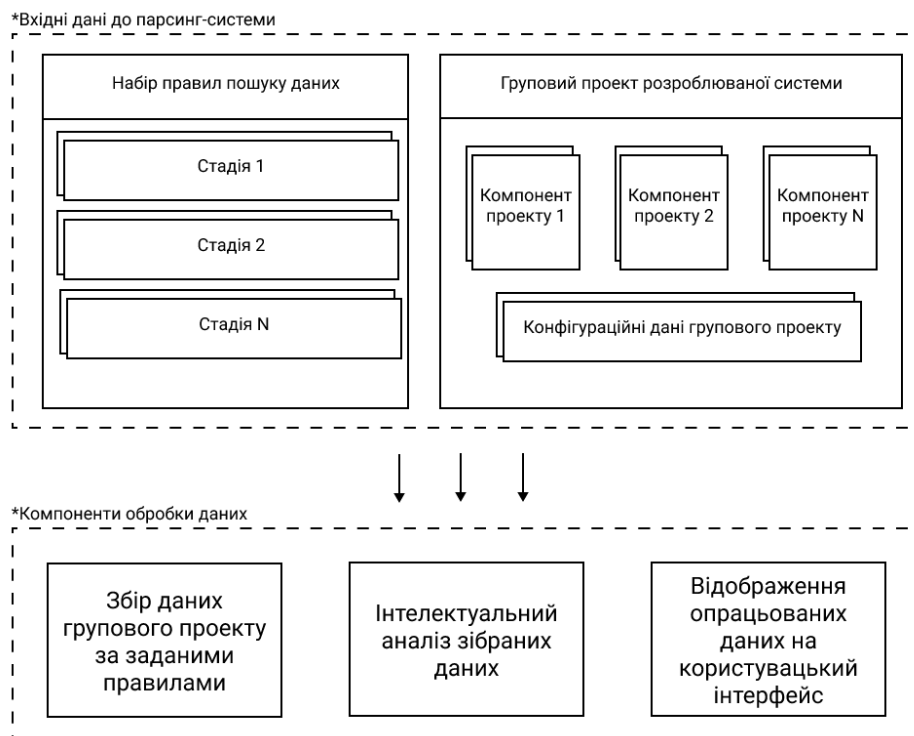 *Вхідні дані до парсинг-системи
Набір правил пошуку даних
Груповий проект розроблюваної системи
Стадія 1
Стадія 2
Стадія N
Компонент
проекту 1
Компонент
проекту 2
Компонент
проекту N
Конфігураційні дані групового проекту
*Компоненти обробки даних
Збір даних
групового проекту
за заданими
правилами
Інтелектуальний
аналіз зібраних
даних
Відображення
опрацьованих
даних на
користувацький
інтерфейс